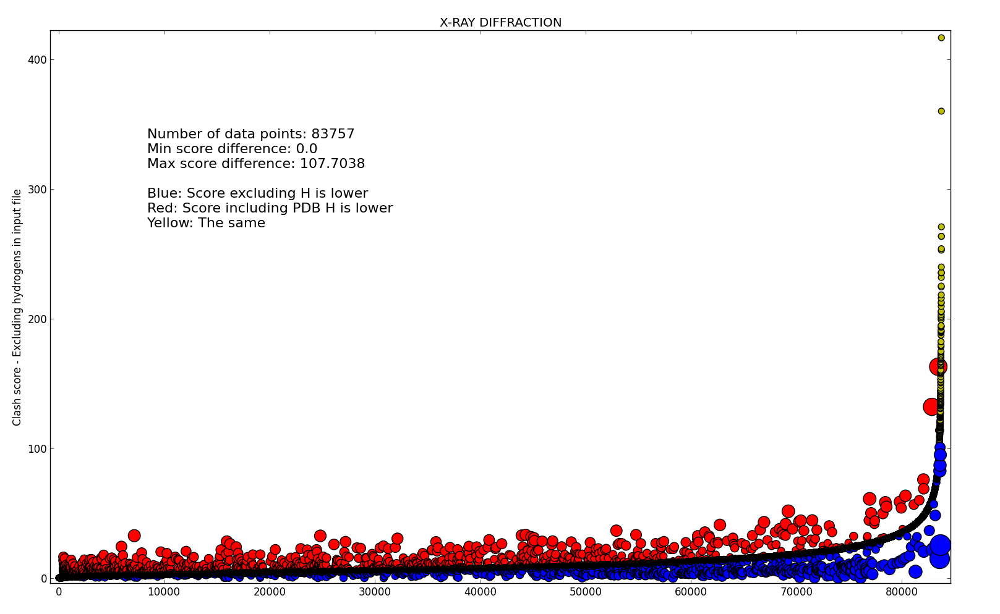 X-RAY DIFFRACTION
400
300
200
100
0
Clash score - Excluding hydrogens in input file
Number of data points: 83757
Min score difference: 0.0
Max score difference: 107.7038
Blue: Score excluding H is lower
Red: Score including PDB H is lower
Yellow: The same
0 10000 20000 30000 40000 50000 60000 70000 80000